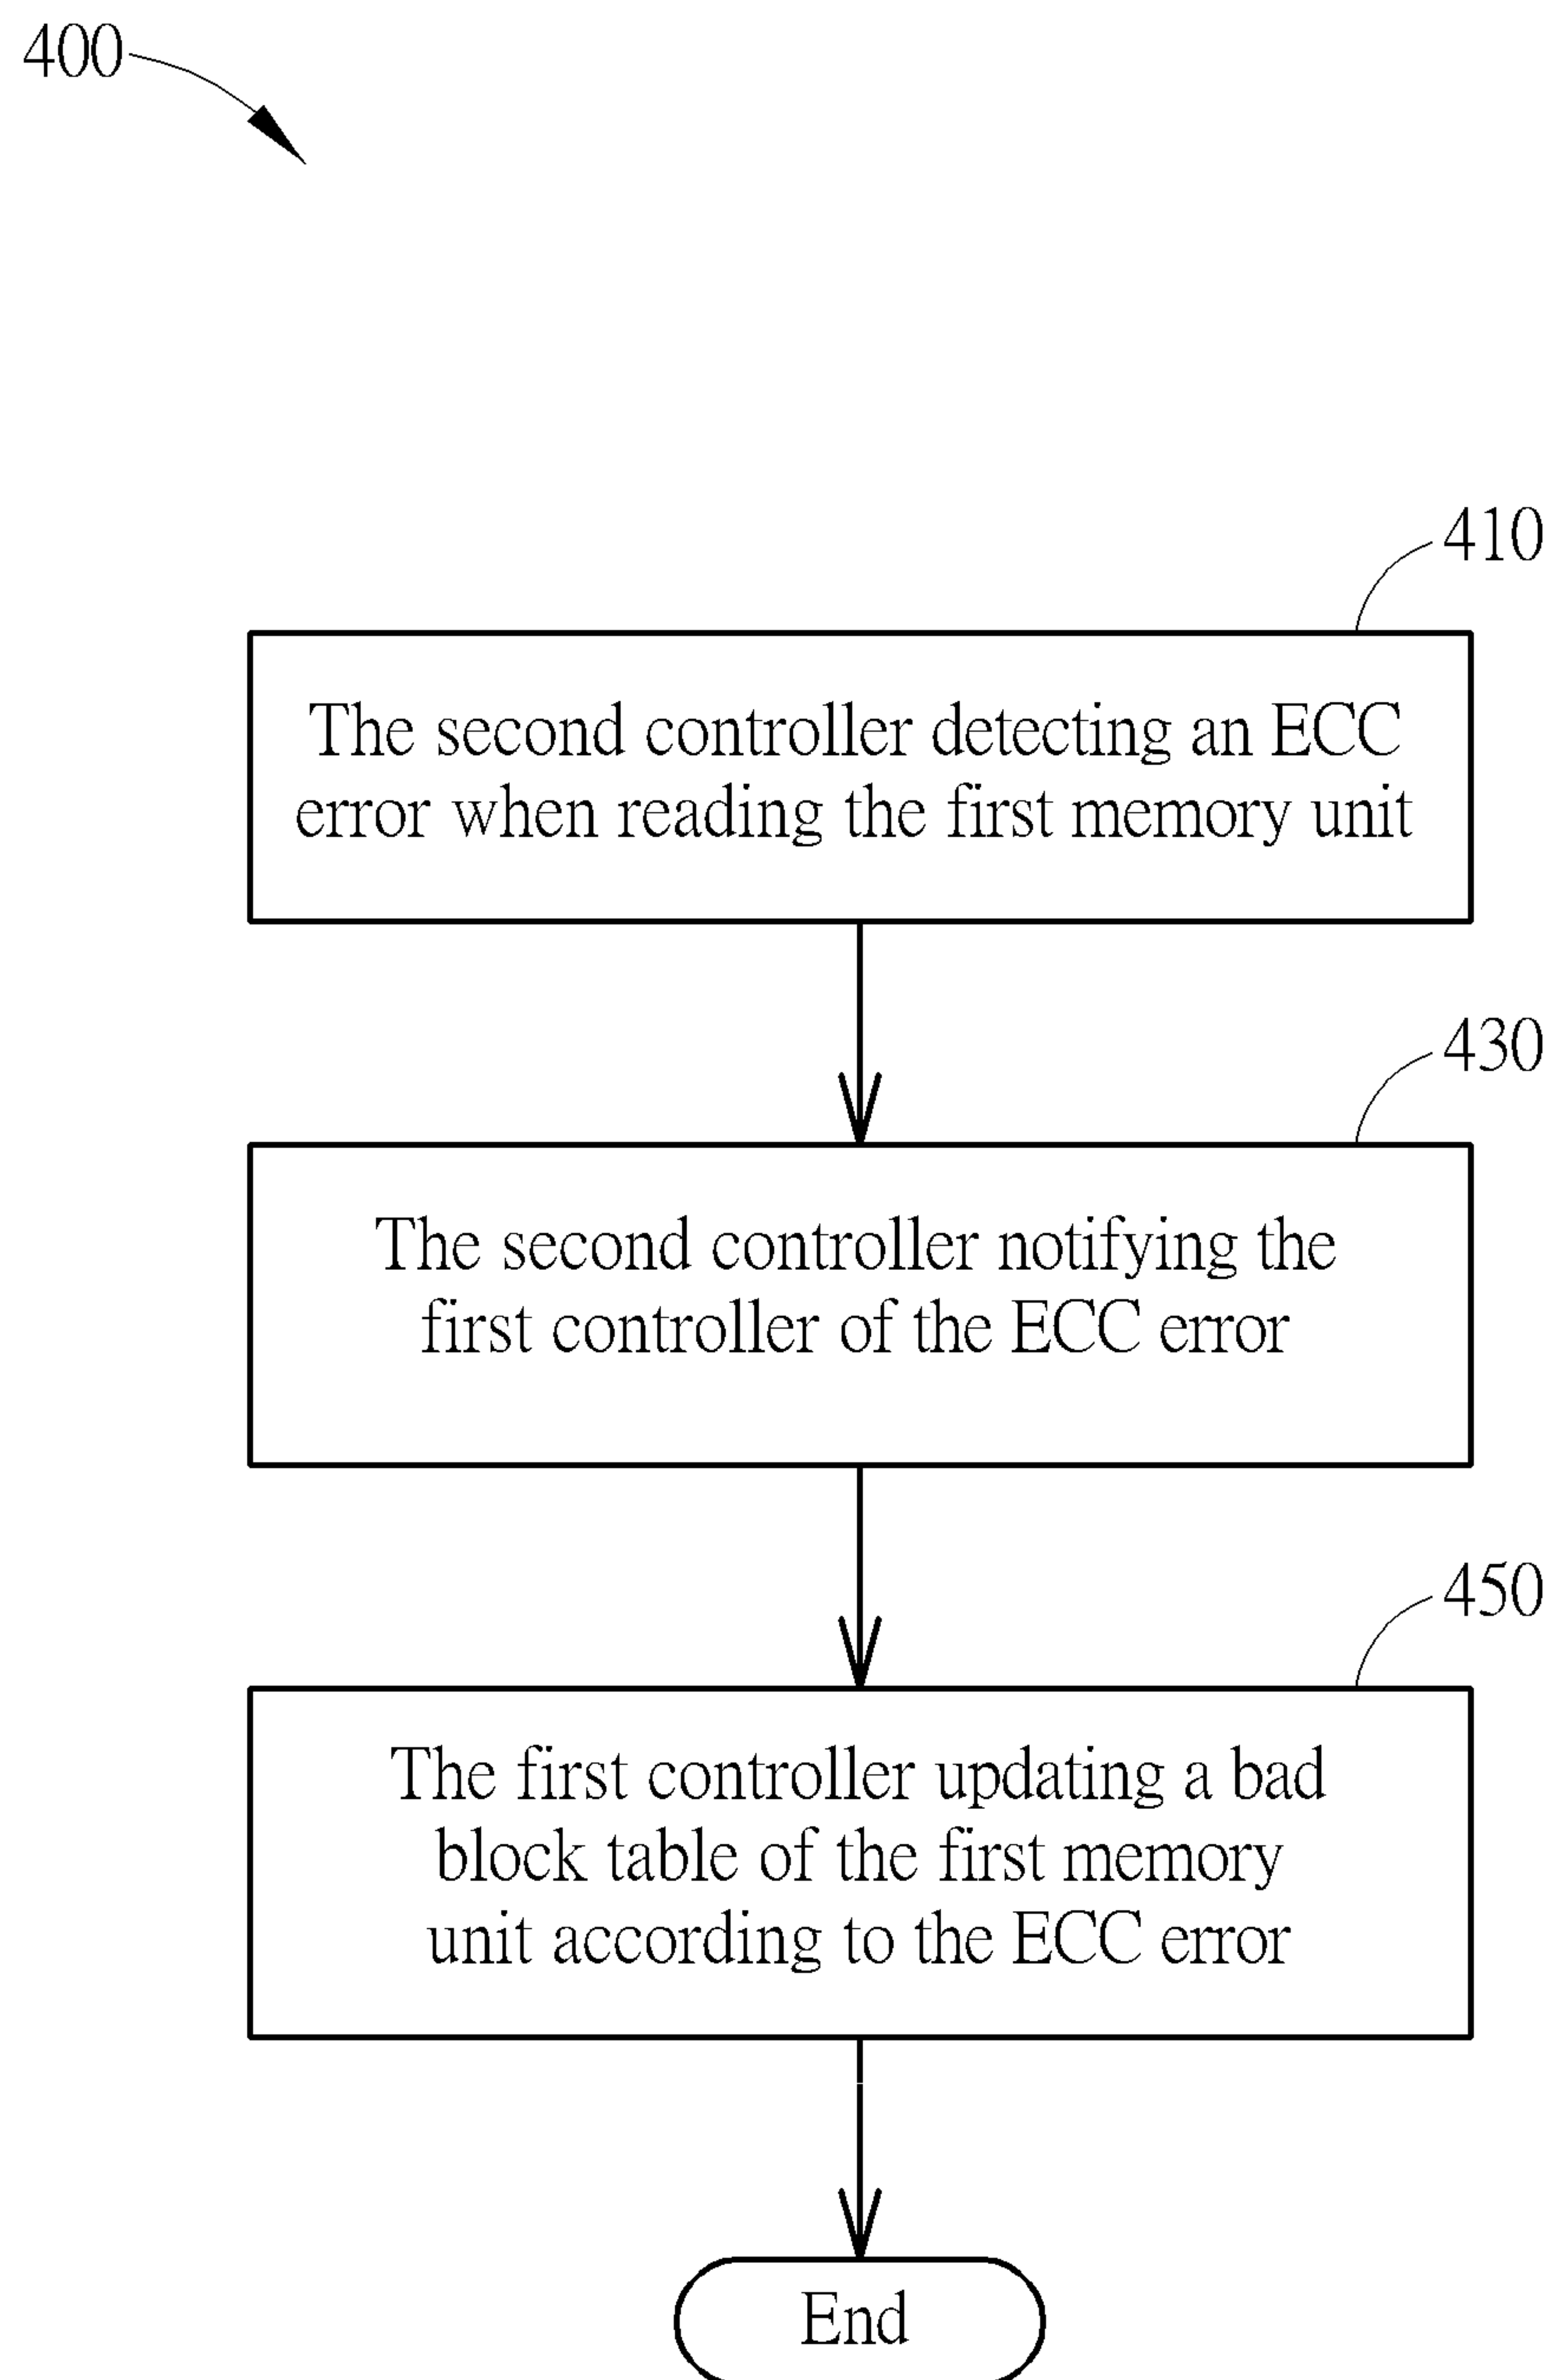 400
410
The second controller detecting an ECC
error when reading the first memory unit
430
The second controller notifying the
first controller of the ECC error
450
The first controller updating a bad
block table of the first memory
unit according to the ECC error
End